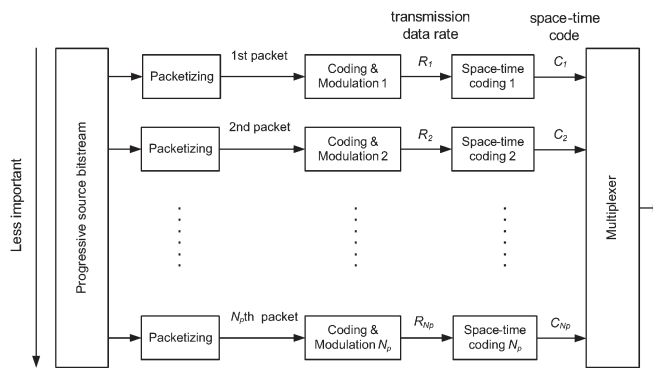 transmission
data rate
space-time
code
Less important
Progressive source bitstream
Packetizing
1st packet
Coding &
Modulation 1
R1
Space-time
coding 1
C1
Packetizing
2nd packet
Coding &
Modulation 2
R2
Space-time
coding 2
C2
Packetizing
Npth packet
Coding &
Modulation Np
RNp
Space-time
coding Np
CNp
Multiplexer